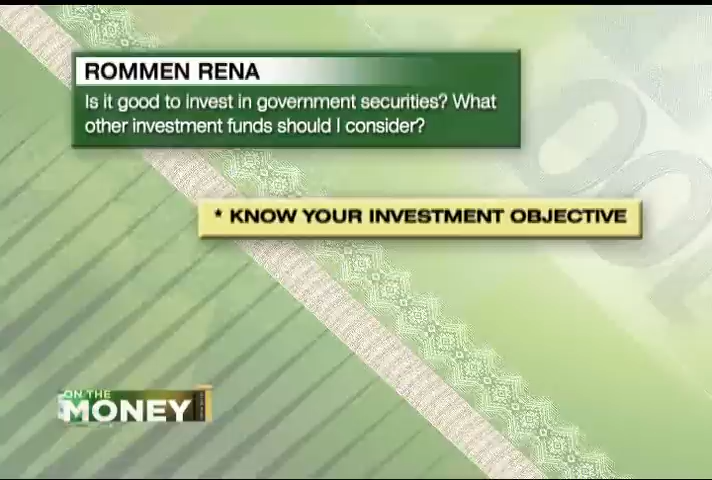 ROMMEN RENA
Is it good to invest in government securities? What
other investment funds should I consider?
* KNOW YOUR INVESTMENT OBJECTIVE
ON THE
MONEY
001